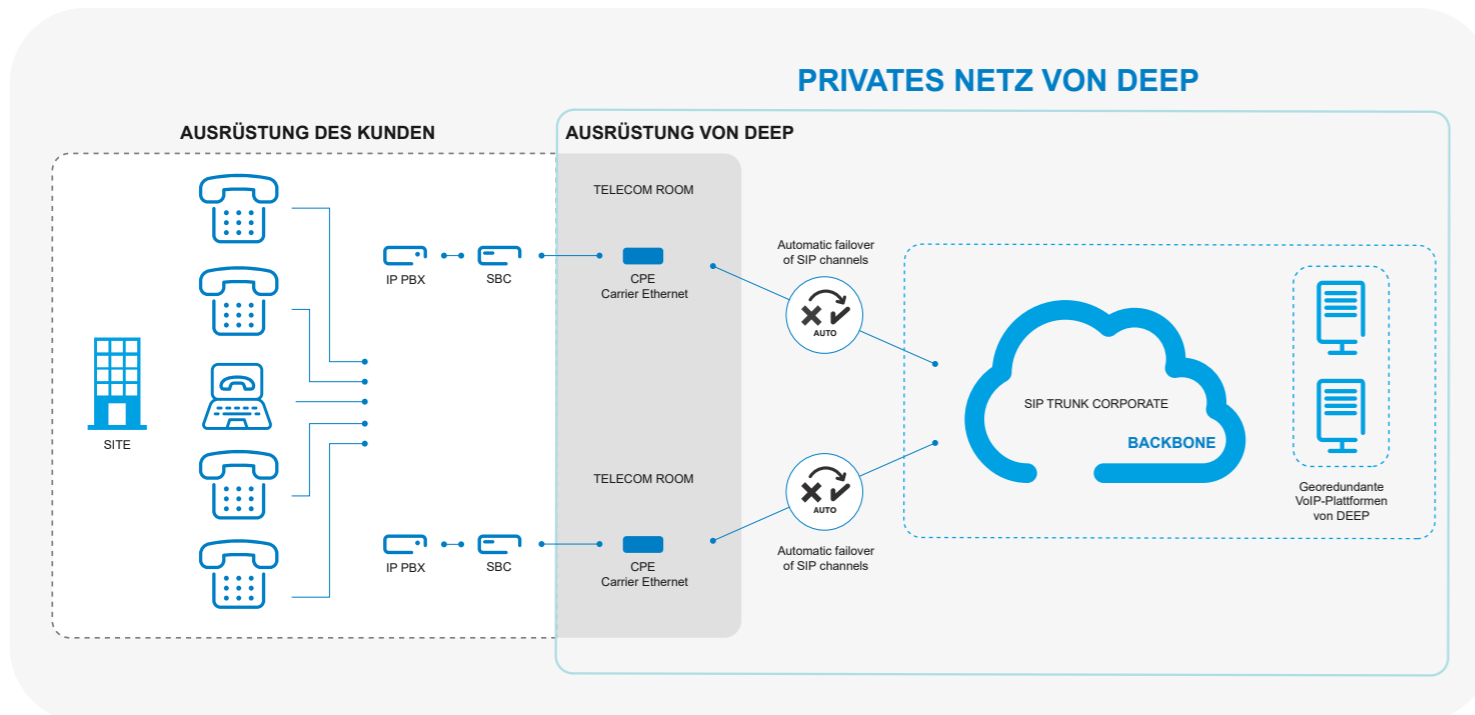 PRIVATES NETZ VON DEEP
AUSRÜSTUNG DES KUNDEN
AUSRÜSTUNG VON DEEP
TELECOM ROOM
IP PBX
SBC
CPE
Carrier Ethernet
Automatic failover
of SIP channels
AUTO
SITE
SIP TRUNK CORPORATE
BACKBONE
Georedundante
VoIP-Plattformen
von DEEP
TELECOM ROOM
IP PBX
SBC
CPE
Carrier Ethernet
AUTO
Automatic failover
of SIP channels